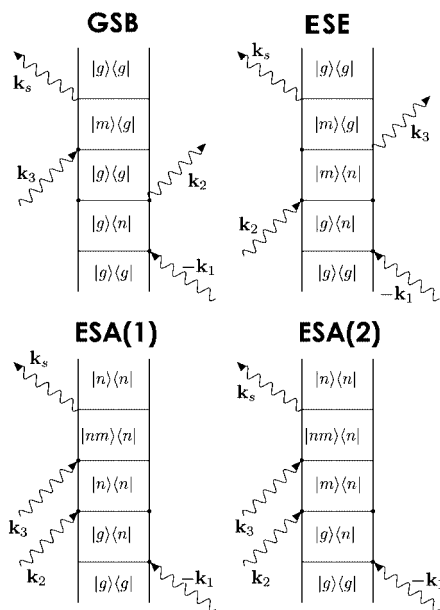 GSB
k_s
|g⟩⟨g|
|m⟩⟨g|
k_3
|g⟩⟨g|
k_2
|g⟩⟨n|
−k_1
|g⟩⟨g|
ESE
k_s
|g⟩⟨g|
|m⟩⟨g|
k_3
|m⟩⟨n|
k_2
|g⟩⟨n|
−k_1
|g⟩⟨g|
ESA(1)
k_s
|n⟩⟨n|
|nm⟩⟨n|
|n⟩⟨n|
k_3
|g⟩⟨n|
k_2
−k_1
|g⟩⟨g|
ESA(2)
k_s
|n⟩⟨n|
|nm⟩⟨n|
|m⟩⟨n|
k_3
|g⟩⟨n|
k_2
−k_1
|g⟩⟨g|